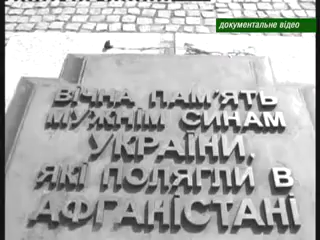 документальне відео
ВІЧНА ПАМ'ЯТЬ
МУЖНІМ СИНАМ
УКРАЇНИ,
ЯКІ ПОЛЯГЛИ В
АФГАНІСТАНІ